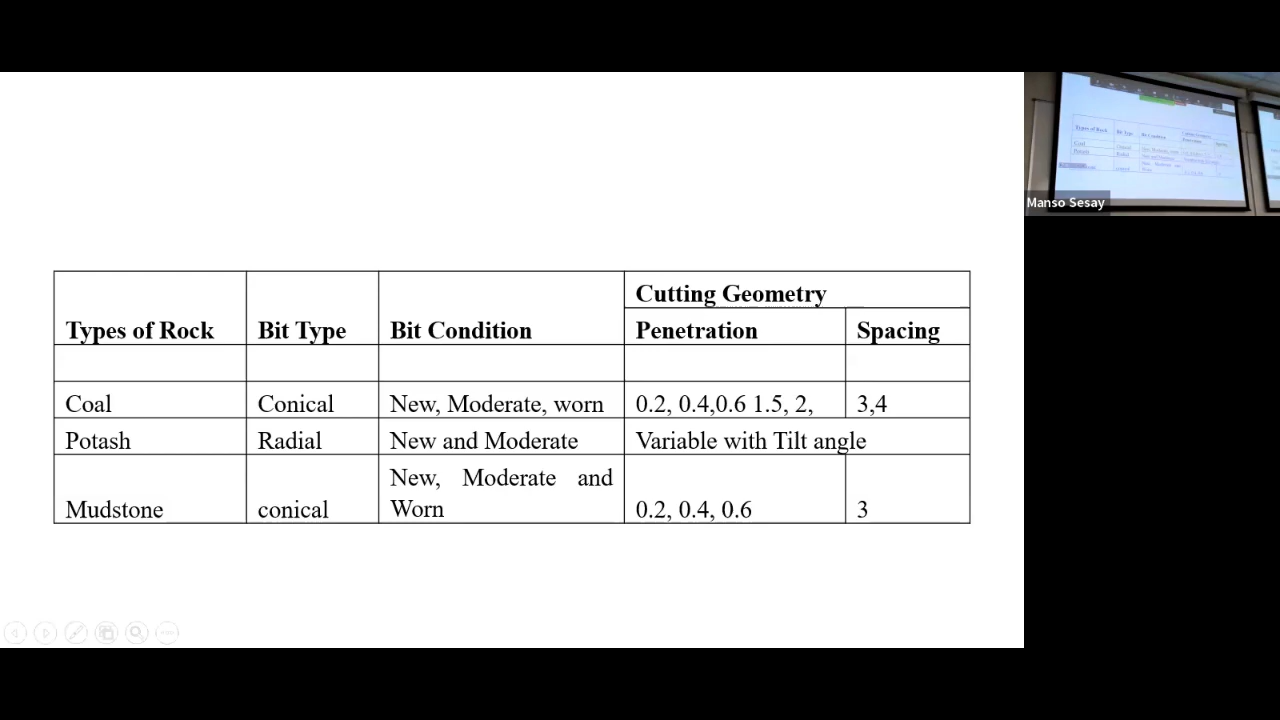 Cutting Geometry
Types of Rock Bit Type Bit Condition Penetration Spacing
Coal Conical New, Moderate, worn 0.2, 0.4,0.6 1.5, 2, 3,4
Potash Radial New and Moderate Variable with Tilt angle
New, Moderate and
Mudstone conical Worn 0.2, 0.4, 0.6 3
Manso Sesay